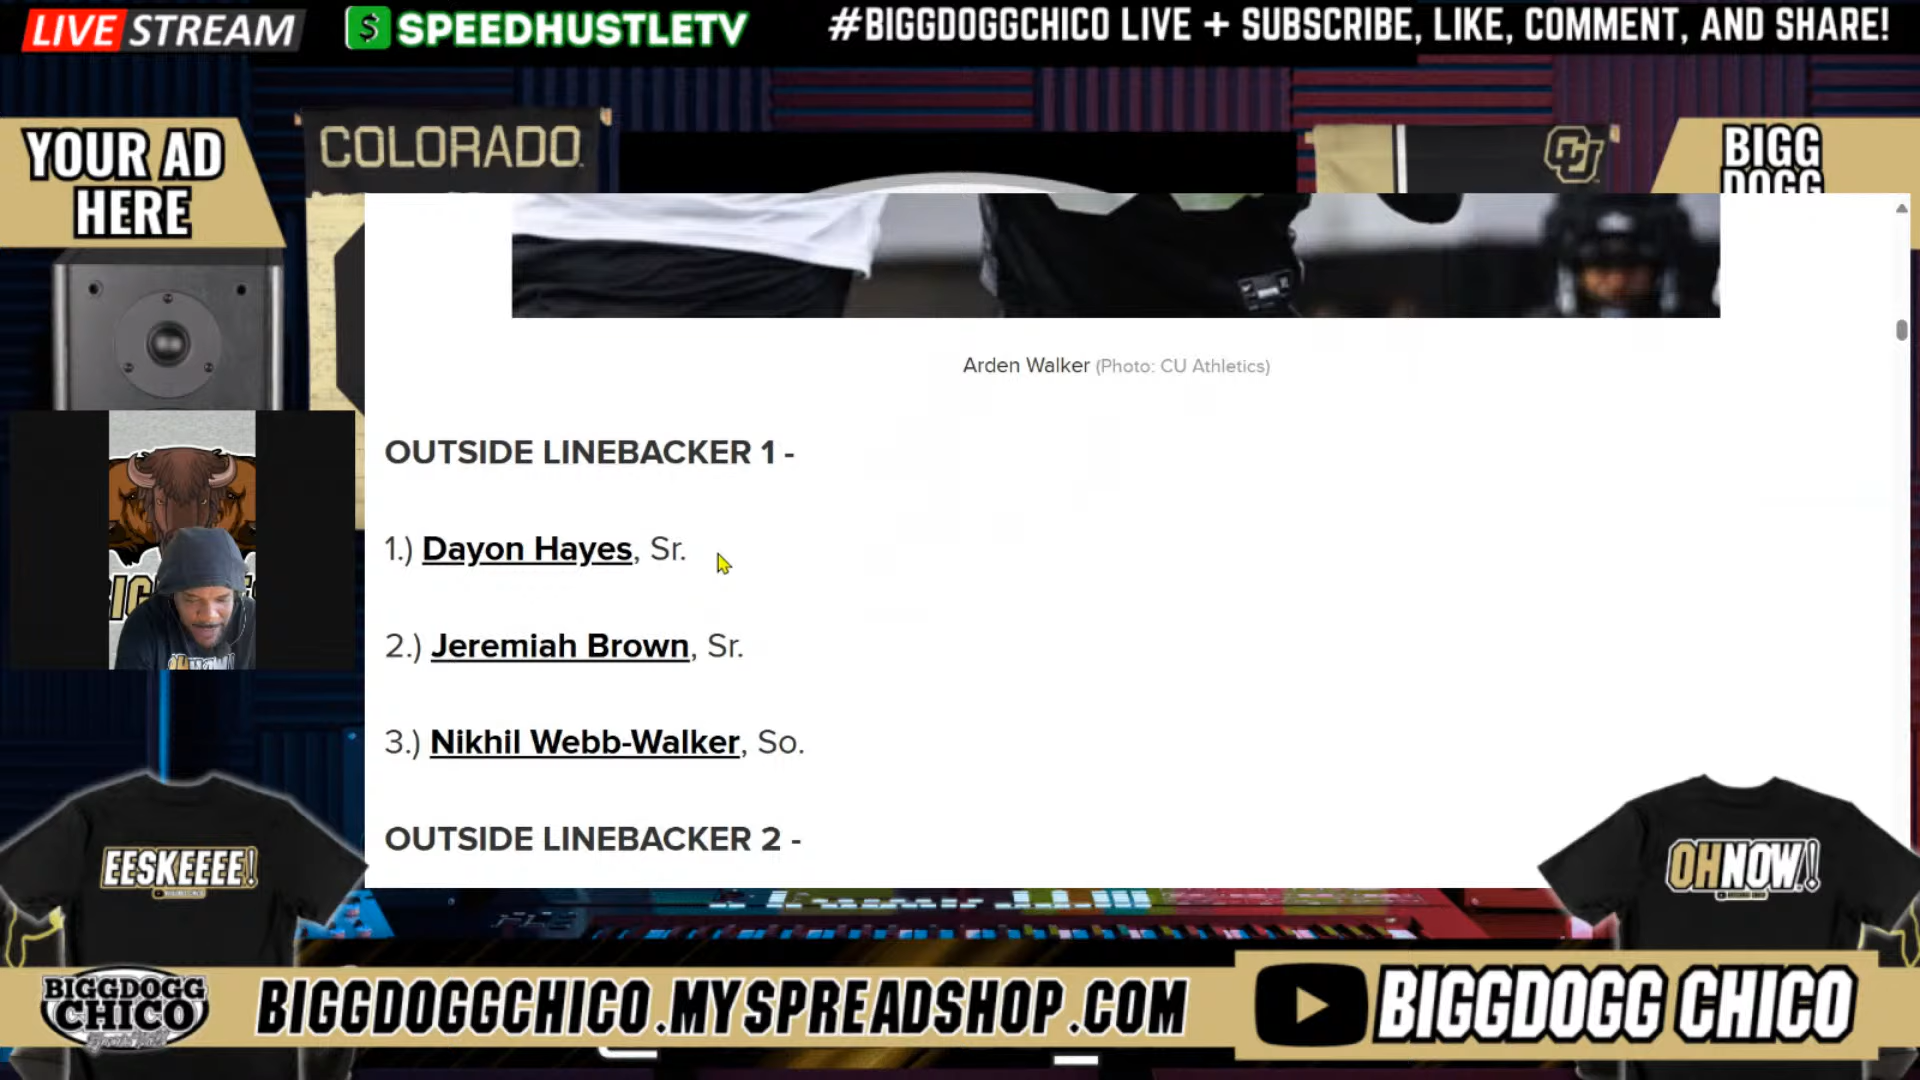 LIVE STREAM
$ SPEEDHUSTLETV
#BIGGDOGGCHICO LIVE + SUBSCRIBE, LIKE, COMMENT, AND SHARE!
YOUR AD
HERE
COLORADO
CU
BIGG
DOGG
Arden Walker (Photo: CU Athletics)
OUTSIDE LINEBACKER 1 -
1.) Dayon Hayes, Sr.
2.) Jeremiah Brown, Sr.
3.) Nikhil Webb-Walker, So.
OUTSIDE LINEBACKER 2 -
EESKEEEE!
OHNOW!
BIGGDOGG
CHICO
BIGGDOGGCHICO.MYSPREADSHOP.COM
BIGGDOGG CHICO